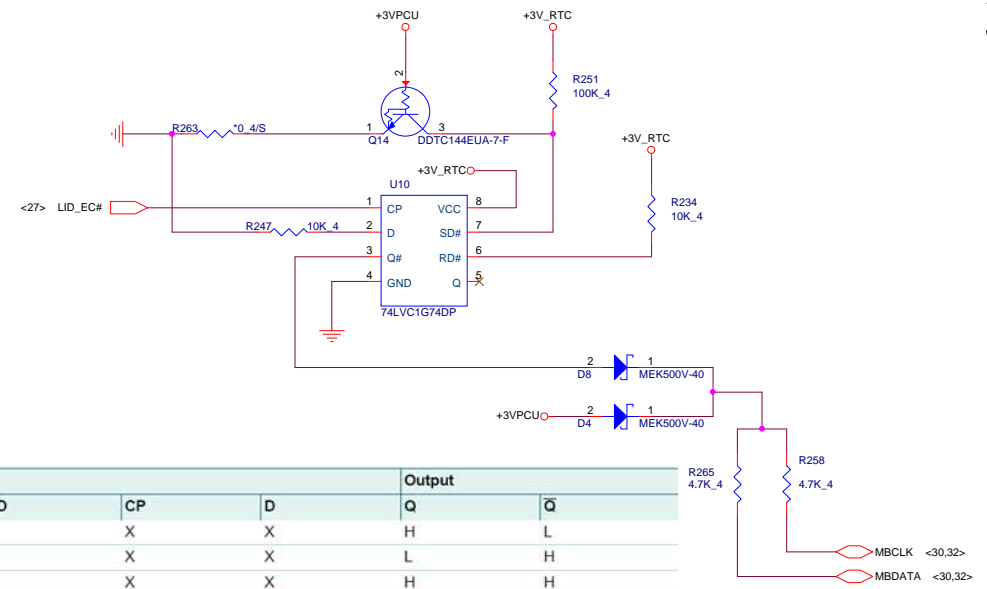 +3VPCU
+3V_RTC
2
R251
100K_4
R263
*0_4/S
1
3
Q14
DDTC144EUA-7-F
+3V_RTC
+3V_RTC
U10
R234
10K_4
<27> LID_EC#
1
CP
VCC
8
R247
10K_4
2
D
SD#
7
3
Q#
RD#
6
4
GND
Q
5
74LVC1G74DP
2
1
D8
MEK500V-40
+3VPCU
2
1
D4
MEK500V-40
R265
4.7K_4
R258
4.7K_4
MBCLK <30,32>
MBDATA <30,32>
Output
CP D Q Q̅
X X H L
X X L H
X X H H